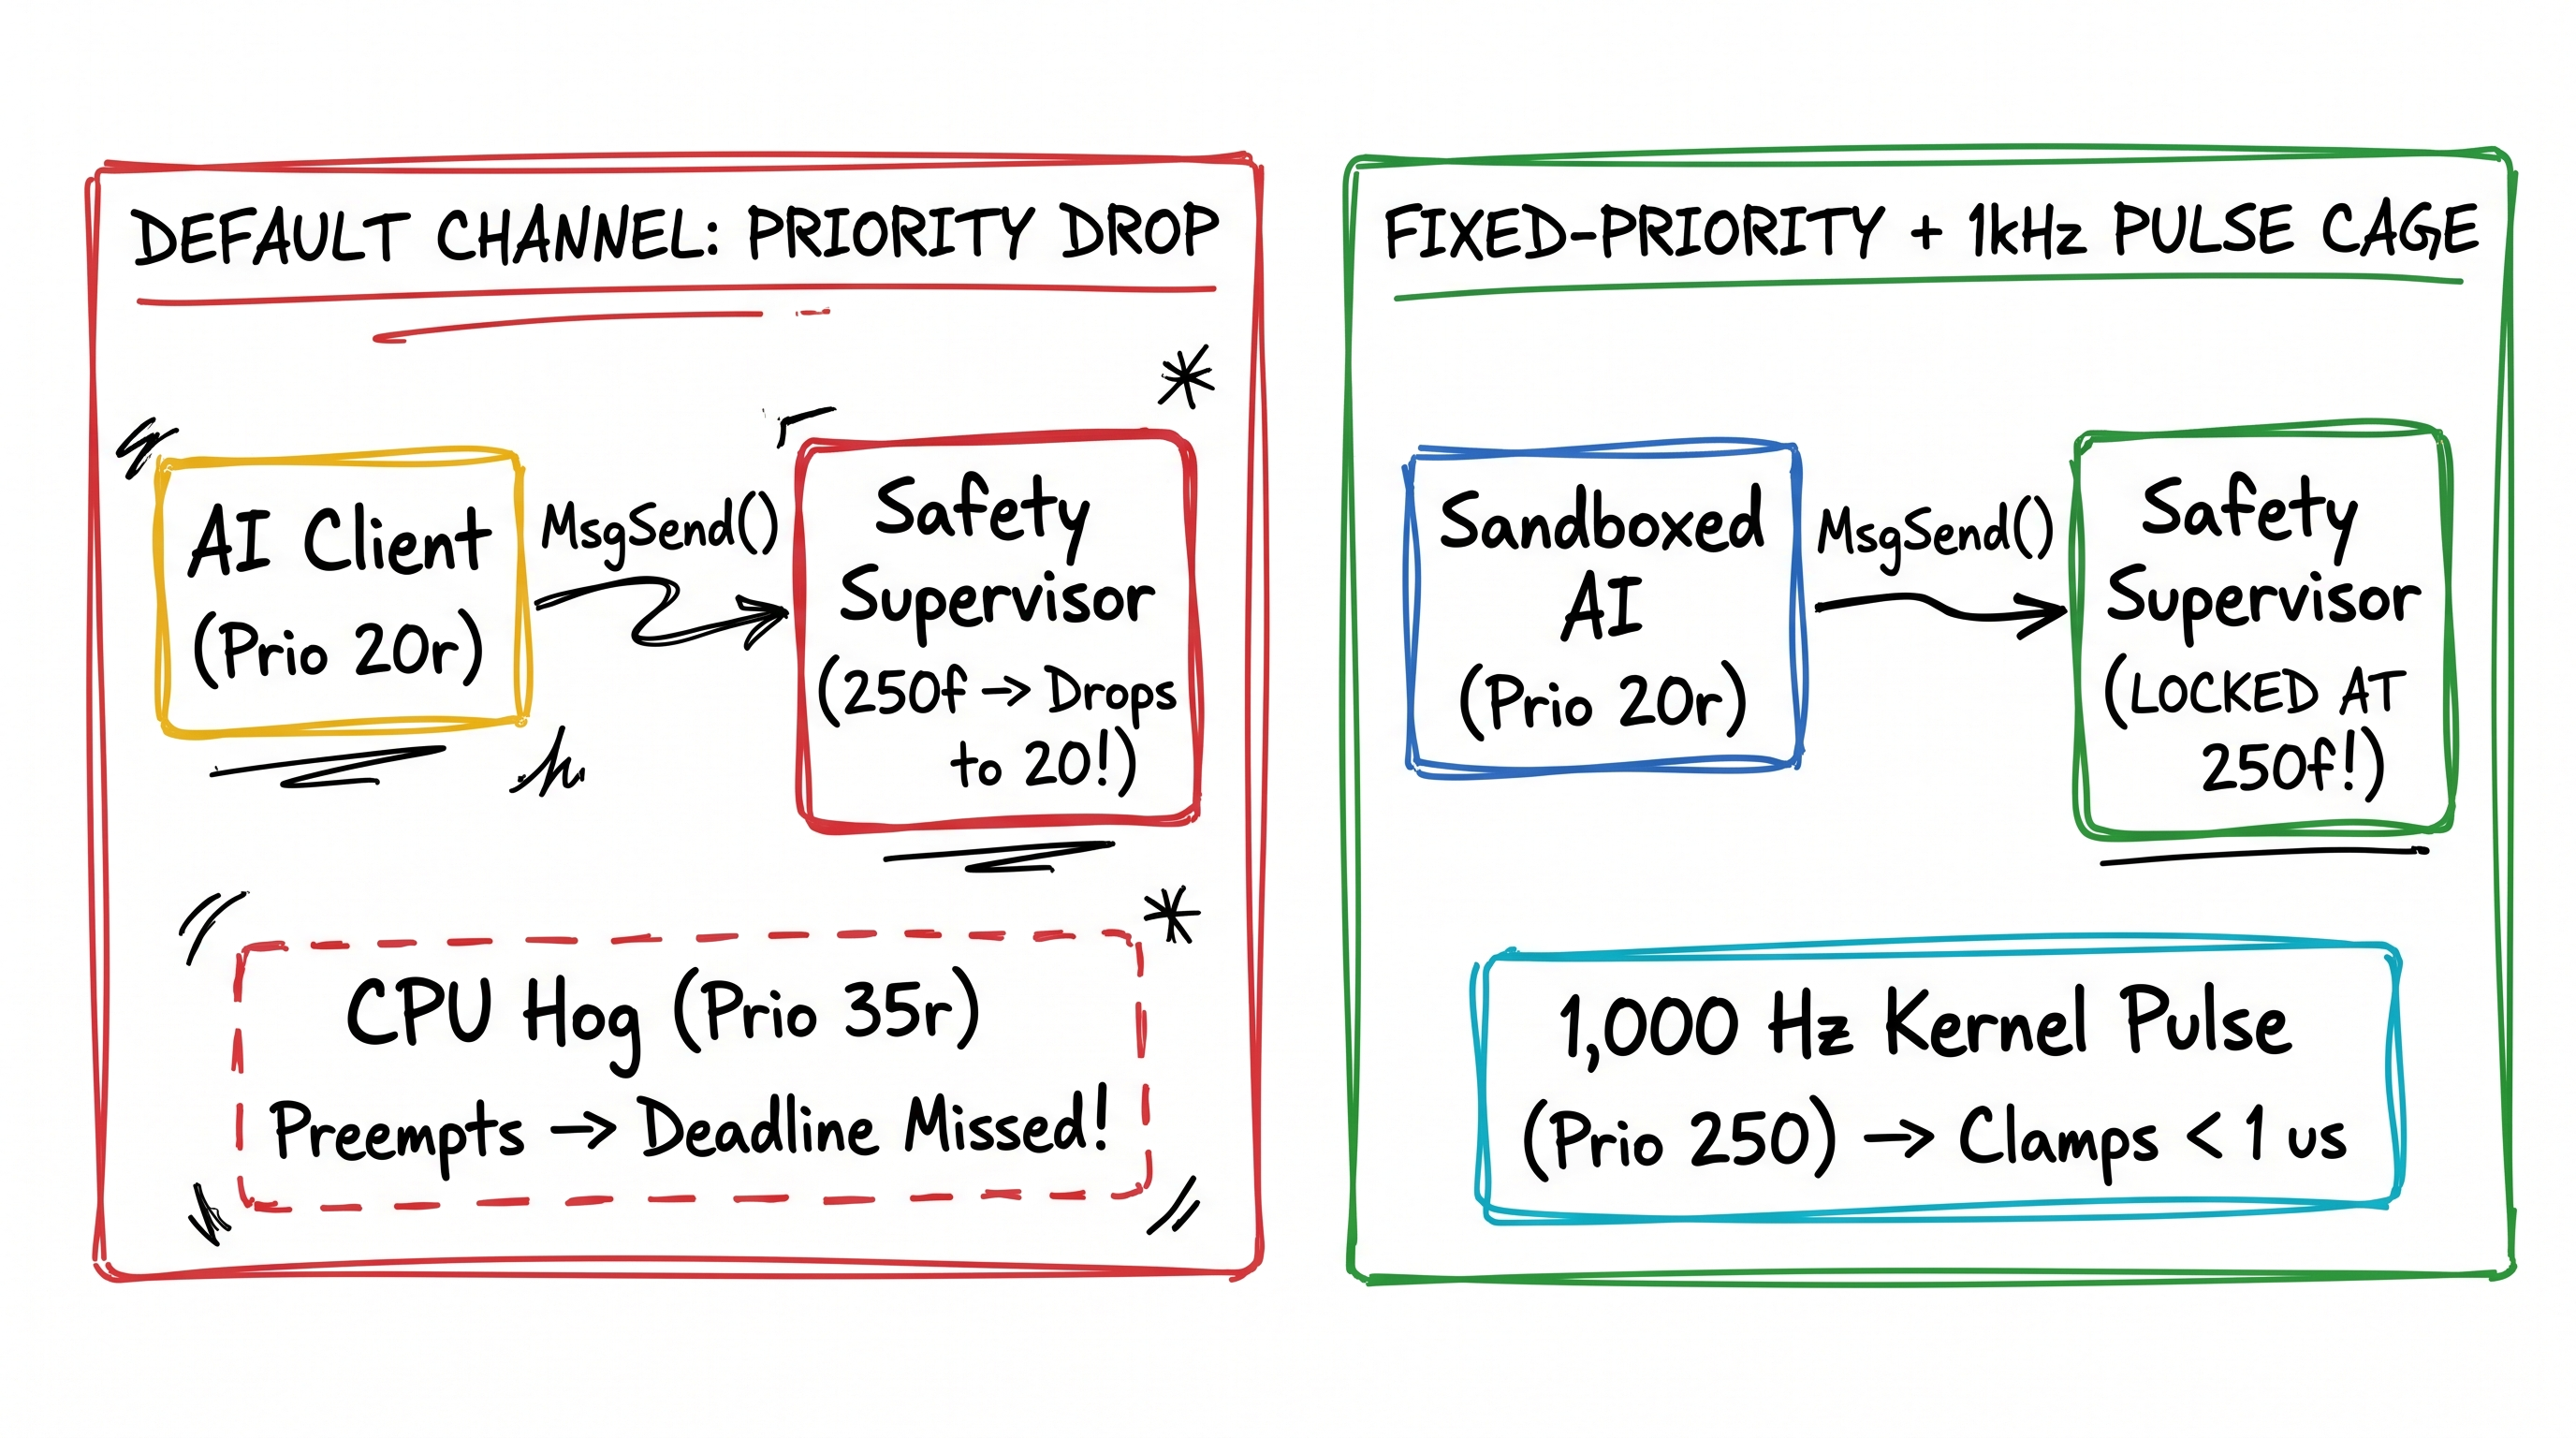 DEFAULT CHANNEL: PRIORITY DROP
AI Client
(Prio 20r)
MsgSend()
Safety
Supervisor
(250f -> Drops
to 20!)
CPU Hog (Prio 35r)
Preempts -> Deadline Missed!
FIXED-PRIORITY + 1kHz PULSE CAGE
Sandboxed
AI
(Prio 20r)
MsgSend()
Safety
Supervisor
(LOCKED AT
250f!)
1,000 Hz Kernel Pulse
(Prio 250) -> Clamps < 1 us